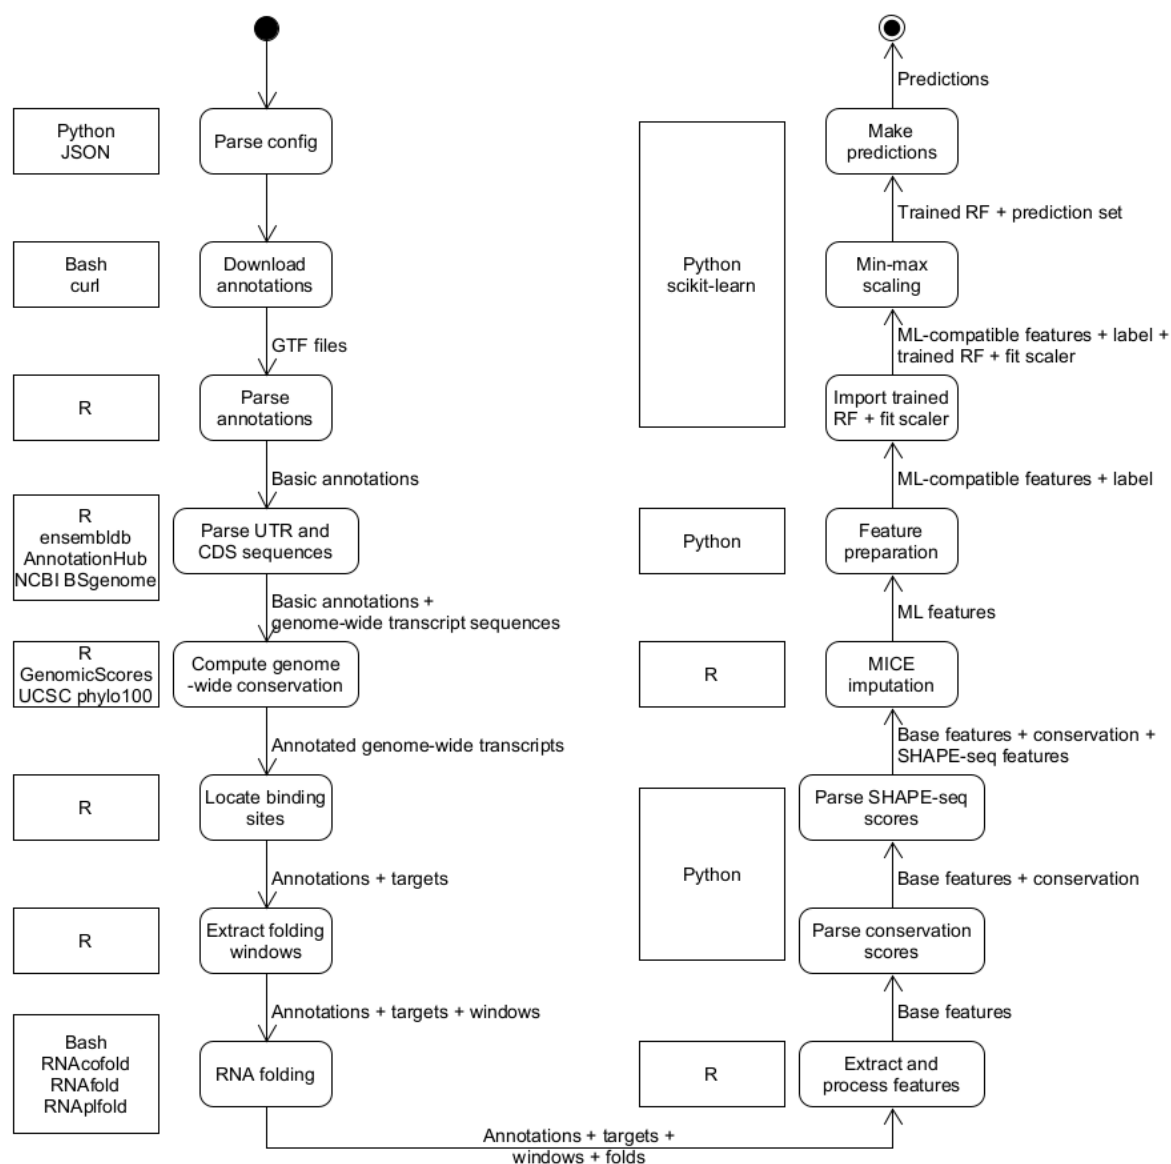 Python
JSON
Parse config
Bash
curl
Download
annotations
GTF files
R
Parse
annotations
Basic annotations
R
ensembldb
AnnotationHub
NCBI BSgenome
Parse UTR and
CDS sequences
Basic annotations +
genome-wide transcript sequences
R
GenomicScores
UCSC phylo100
Compute genome
-wide conservation
Annotated genome-wide transcripts
R
Locate binding
sites
Annotations + targets
R
Extract folding
windows
Annotations + targets + windows
Bash
RNAcofold
RNAfold
RNAplfold
RNA folding
Annotations + targets +
windows + folds
R
Extract and
process features
Base features
Python
Parse conservation
scores
Base features + conservation
Parse SHAPE-seq
scores
Base features + conservation +
SHAPE-seq features
R
MICE
imputation
ML features
Python
Feature
preparation
ML-compatible features + label
Python
scikit-learn
Import trained
RF + fit scaler
ML-compatible features + label +
trained RF + fit scaler
Min-max
scaling
Trained RF + prediction set
Make
predictions
Predictions